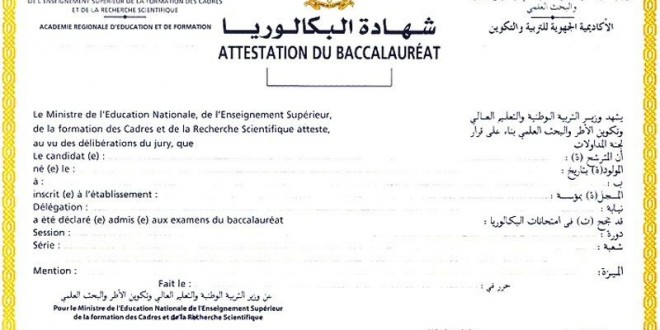 DE L'ENSEIGNEMENT SUPERIEUR DE LA FORMATION DES CADRES
ET DE LA RECHERCHE SCIENTIFIQUE
ACADEMIE REGIONALE D'EDUCATION ET DE FORMATION
والبحث العلمي
الأكاديمية الجهوية للتربية والتكوين
شهادة البكالوريا
ATTESTATION DU BACCALAURÉAT
Le Ministre de l'Education Nationale, de l'Enseignement Supérieur,
de la formation des Cadres et de la Recherche Scientifique atteste,
au vu des délibérations du jury, que
Le candidat (e) :
né (e) le :
à :
inscrit (e) à l'établissement :
Délégation :
a été déclaré (e) admis (e) aux examens du baccalauréat
Session :
Série :
Mention :
يشهد وزير التربية الوطنية والتعليم العالي
وتكوين الأطر والبحث العلمي بناء على قرار
لجنة المداولات
أن المترشح (ة) :
المولود(ة) بتاريخ :
ب :
المسجل(ة) بمؤسسة :
نيابة :
قد نجح (ت) في امتحانات البكالوريا :
دورة :
شعبة :
الميزة :
Fait le :
حرر في :
عن وزير التربية الوطنية والتعليم العالي وتكوين الأطر والبحث العلمي
Pour le Ministre de l'Education Nationale de l'Enseignement Supérieur
de la formation des Cadres et de la Recherche Scientifique